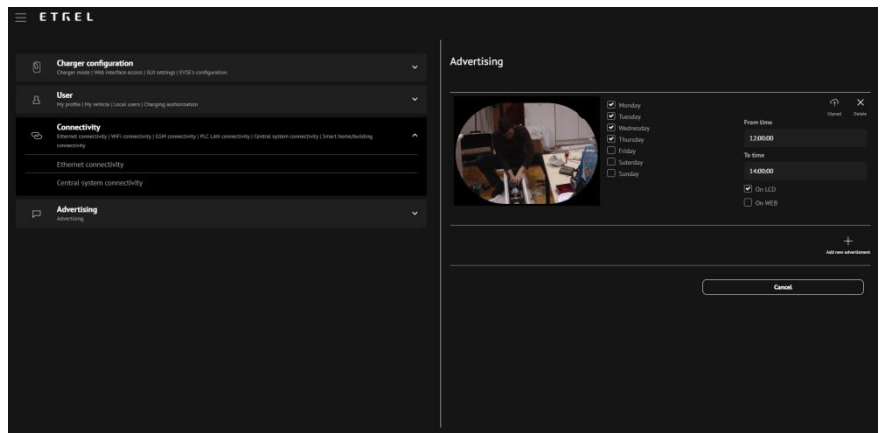 ETREL
Charger configuration
Charger mode | Web interface access | GUI settings | EVSE's configuration
User
My profile | My vehicle | Local users | Charging authorization
Connectivity
Ethernet connectivity | WiFi connectivity | GSM connectivity | PLC LAN connectivity | Central system connectivity | Smart home/building
connectivity
Ethernet connectivity
Central system connectivity
Advertising
Advertising
Advertising
Monday
Tuesday
Wednesday
Thursday
Friday
Saterday
Sunday
Upload
Delete
From time
12:00:00
To time
14:00:00
On LCD
On WEB
Add new advertisment
Cancel